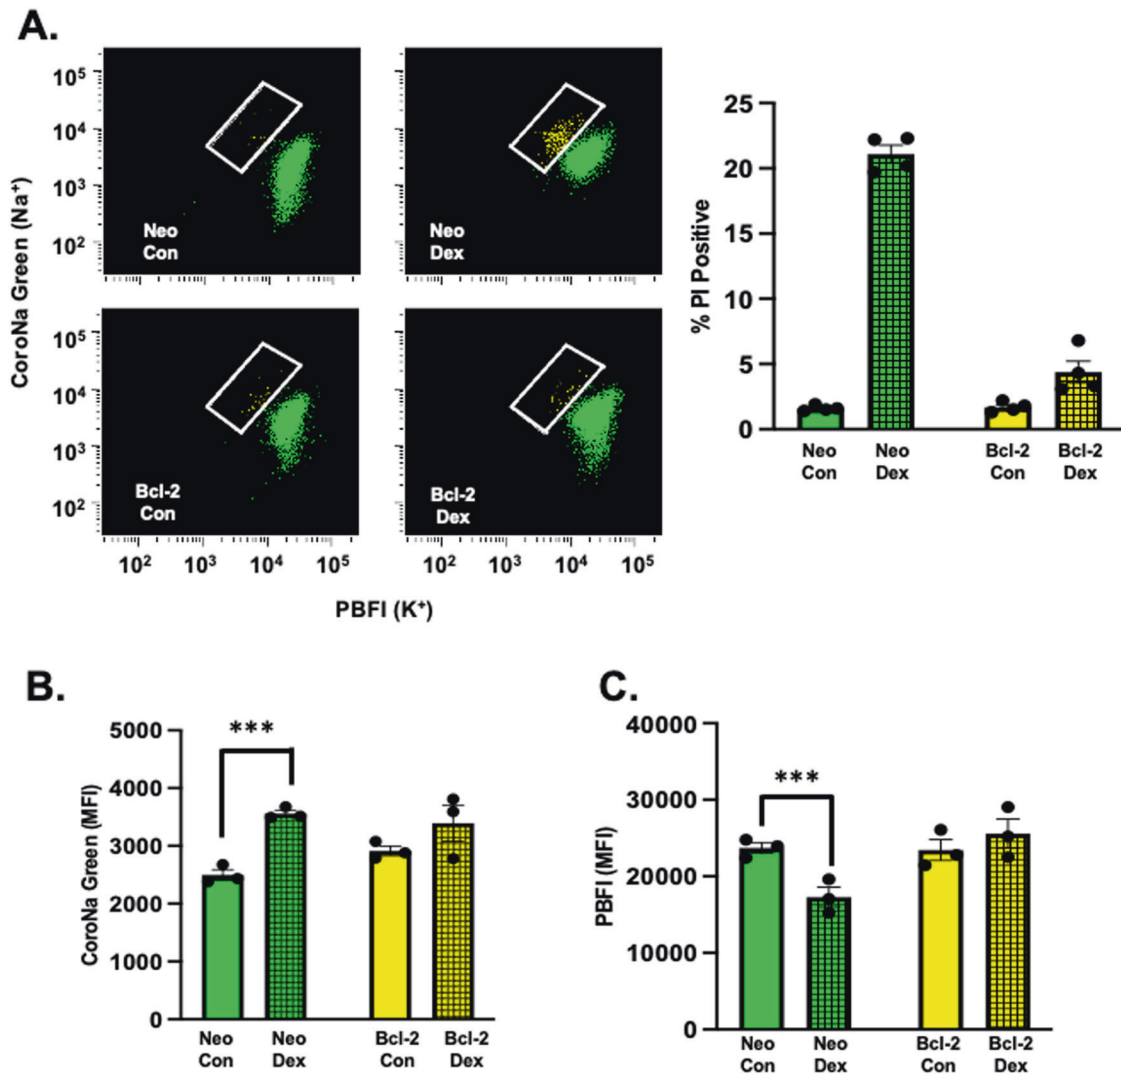 A.
CoroNa Green (Na⁺)
10⁵
10⁴
10³
10²
Neo
Con
Neo
Dex
10⁵
10⁴
10³
10²
Bcl-2
Con
Bcl-2
Dex
10² 10³ 10⁴ 10⁵
10² 10³ 10⁴ 10⁵
PBFI (K⁺)
% PI Positive
25
20
15
10
5
0
Neo Neo Bcl-2 Bcl-2
Con Dex Con Dex
B.
CoroNa Green (MFI)
5000
4000
3000
2000
1000
0
***
Neo Neo Bcl-2 Bcl-2
Con Dex Con Dex
C.
PBFI (MFI)
40000
30000
20000
10000
0
***
Neo Neo Bcl-2 Bcl-2
Con Dex Con Dex